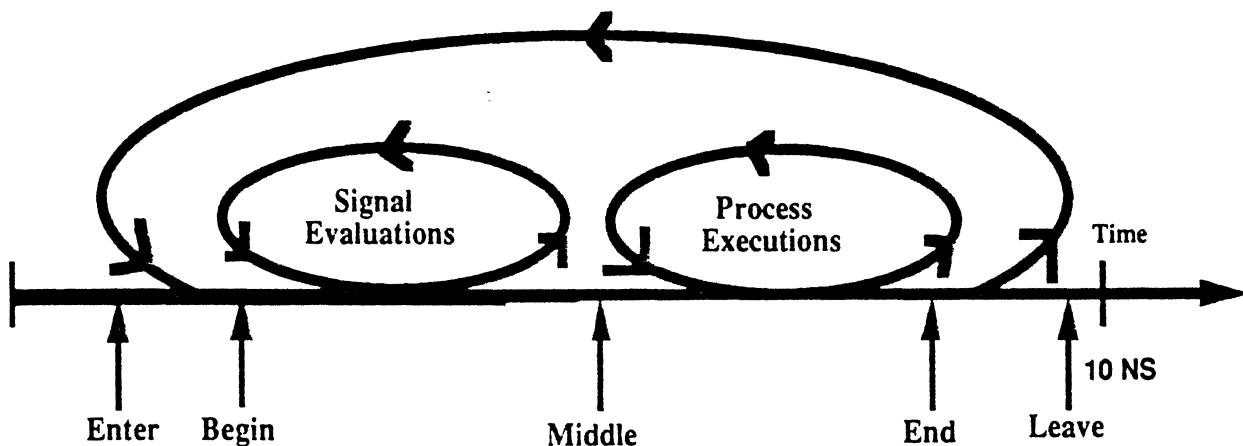 Signal
Evaluations
Process
Executions
Time
10 NS
Enter
Begin
Middle
End
Leave